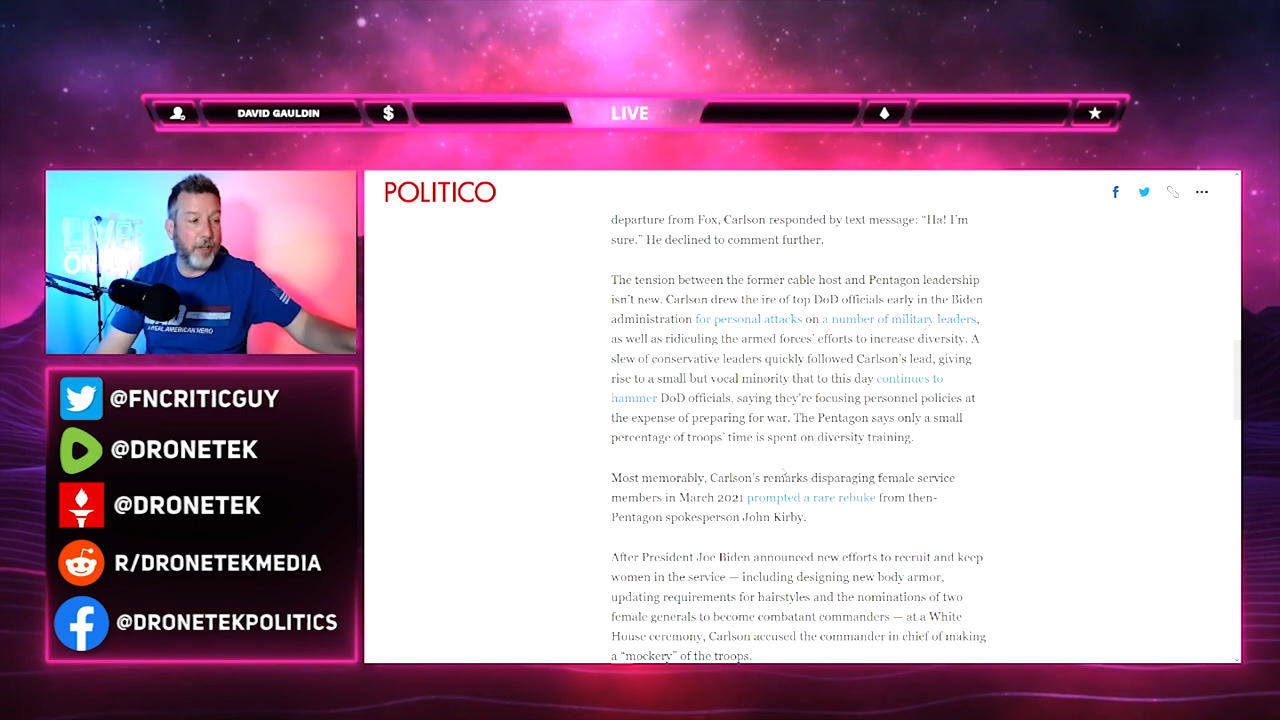 DAVID GAULDIN
$
LIVE
POLITICO
departure from Fox, Carlson responded by text message: “Ha! I’m
sure.” He declined to comment further.
The tension between the former cable host and Pentagon leadership
isn’t new. Carlson drew the ire of top DoD officials early in the Biden
administration for personal attacks on a number of military leaders,
as well as ridiculing the armed forces’ efforts to increase diversity. A
slew of conservative leaders quickly followed Carlson’s lead, giving
rise to a small but vocal minority that to this day continues to
hammer DoD officials, saying they’re focusing personnel policies at
the expense of preparing for war. The Pentagon says only a small
percentage of troops’ time is spent on diversity training.
Most memorably, Carlson’s remarks disparaging female service
members in March 2021 prompted a rare rebuke from then-
Pentagon spokesperson John Kirby.
After President Joe Biden announced new efforts to recruit and keep
women in the service — including designing new body armor,
updating requirements for hairstyles and the nominations of two
female generals to become combatant commanders — at a White
House ceremony, Carlson accused the commander in chief of making
a “mockery” of the troops.
A REAL AMERICAN HERO
@FNCRITICGUY
@DRONETEK
@DRONETEK
R/DRONETEKMEDIA
@DRONETEKPOLITICS